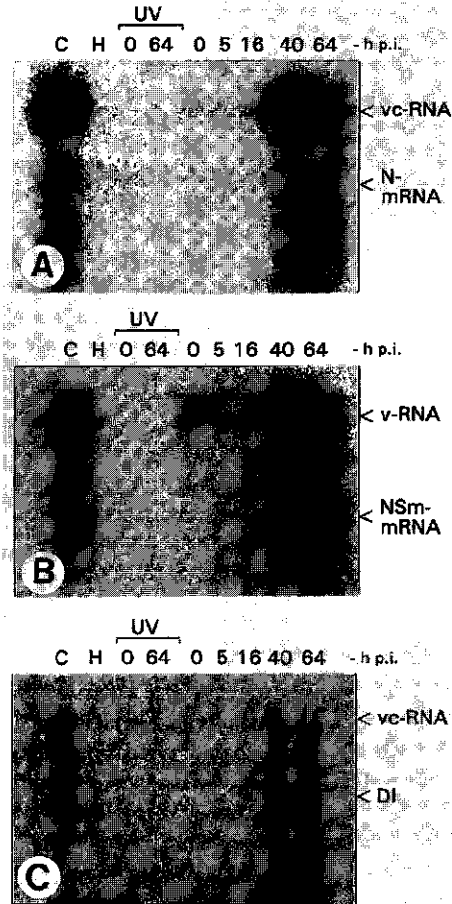 UV
C H 0 64 0 5 16 40 64 - h p.i.
< vc-RNA
< N-
mRNA
A
UV
C H 0 64 0 5 16 40 64 - h p.i.
< v-RNA
< NSm-
mRNA
B
UV
C H 0 64 0 5 16 40 64 - h p.i.
< vc-RNA
< DI
C